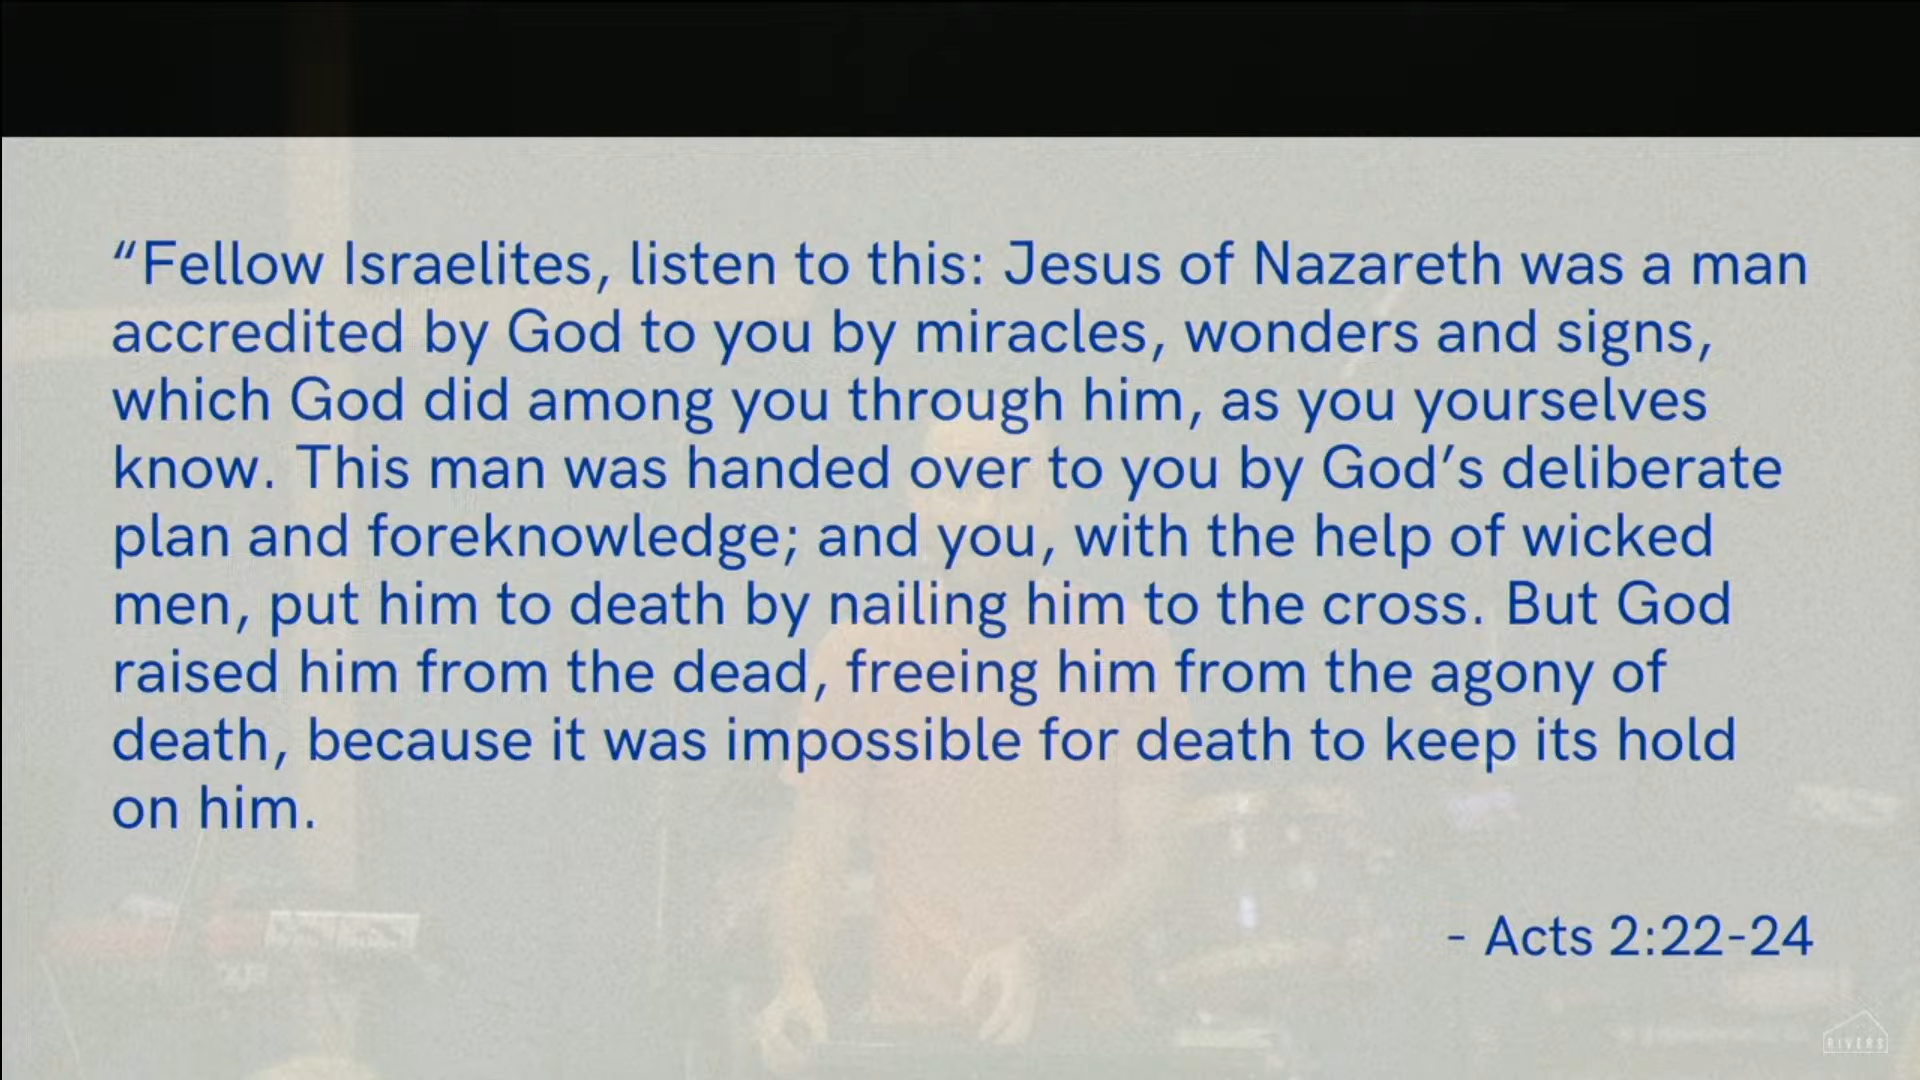 “Fellow Israelites, listen to this: Jesus of Nazareth was a man
accredited by God to you by miracles, wonders and signs,
which God did among you through him, as you yourselves
know. This man was handed over to you by God’s deliberate
plan and foreknowledge; and you, with the help of wicked
men, put him to death by nailing him to the cross. But God
raised him from the dead, freeing him from the agony of
death, because it was impossible for death to keep its hold
on him.
- Acts 2:22-24
RIVERS